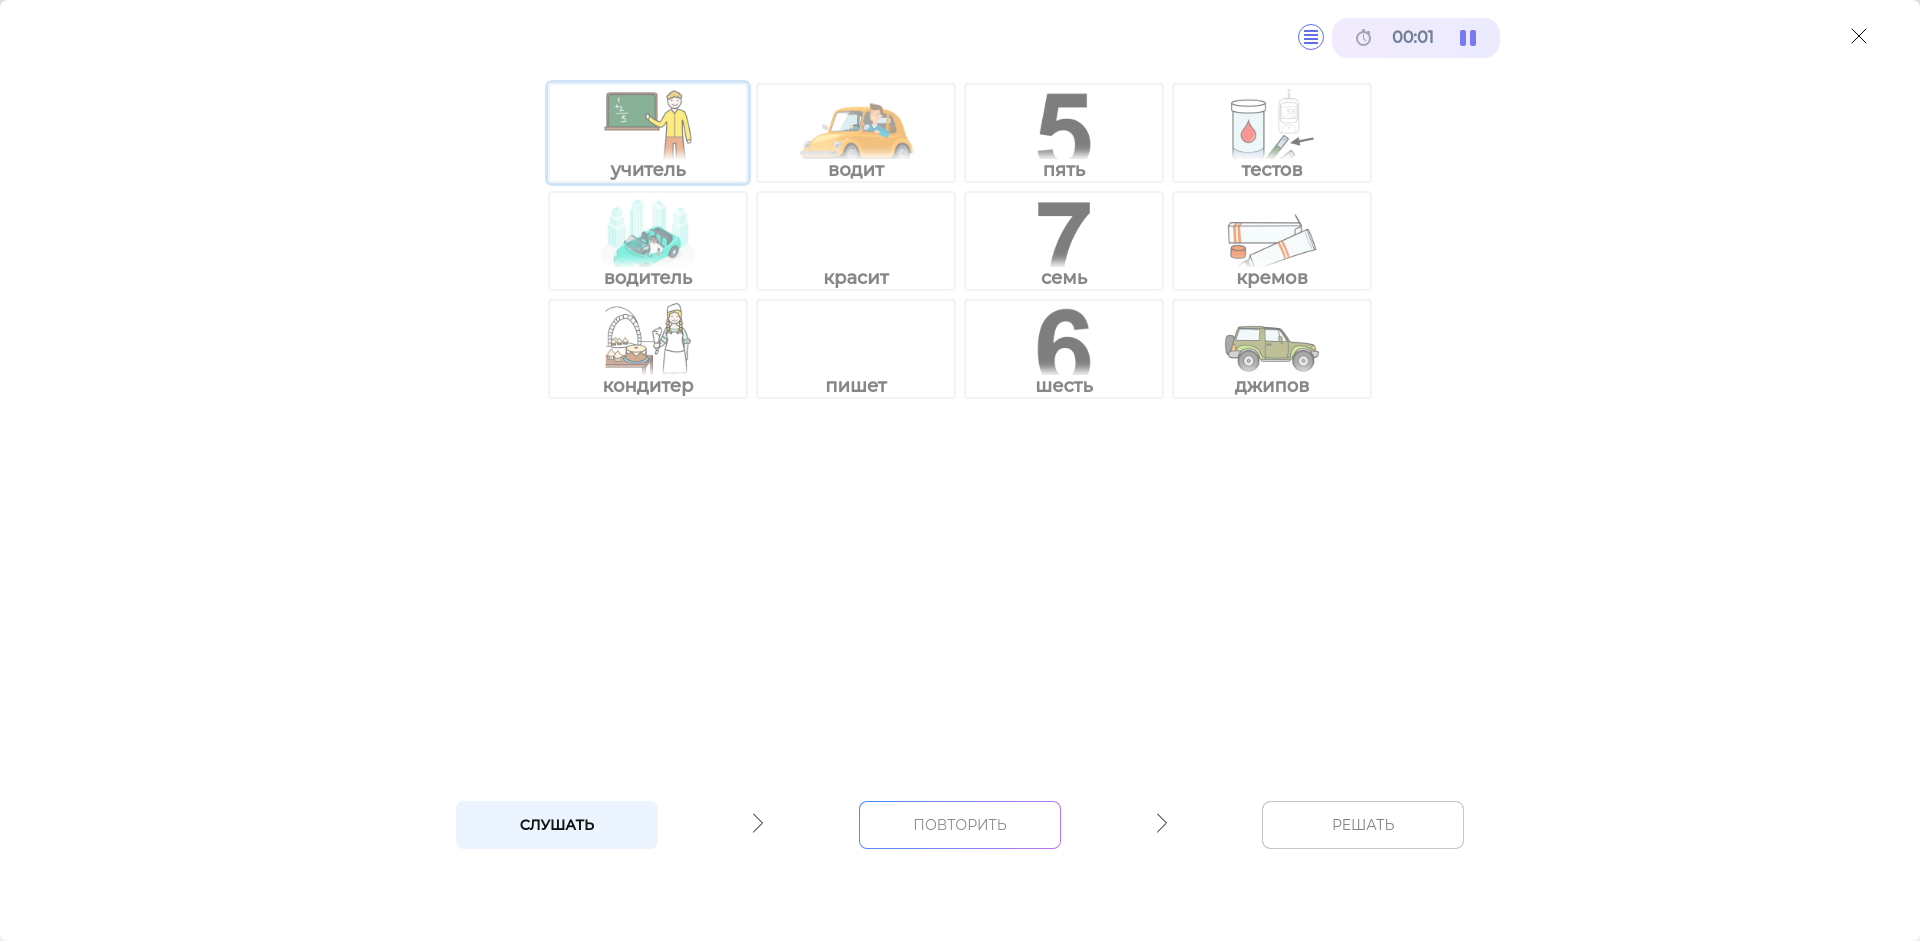 00:01
учитель водит 5 пять тестов
водитель красит 7 семь кремов
кондитер пишет 6 шесть джипов
СЛУШАТЬ ПОВТОРИТЬ РЕШАТЬ